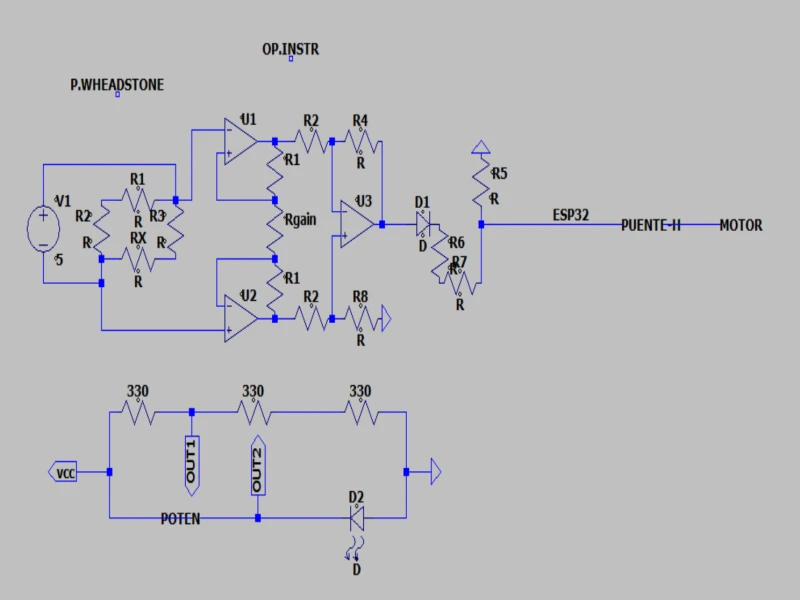 OP.INSTR
P.WHEADSTONE
U1
R2
R4
R1
R
V1
R1
R2
R3
R
R
R
RX
R
5
Rgain
U3
D1
D
R5
R
R6
R
R7
R
ESP32
PUENTE-H
MOTOR
U2
R1
R2
R8
R
330
330
330
VCC
OUT1
OUT2
POTEN
D2
D